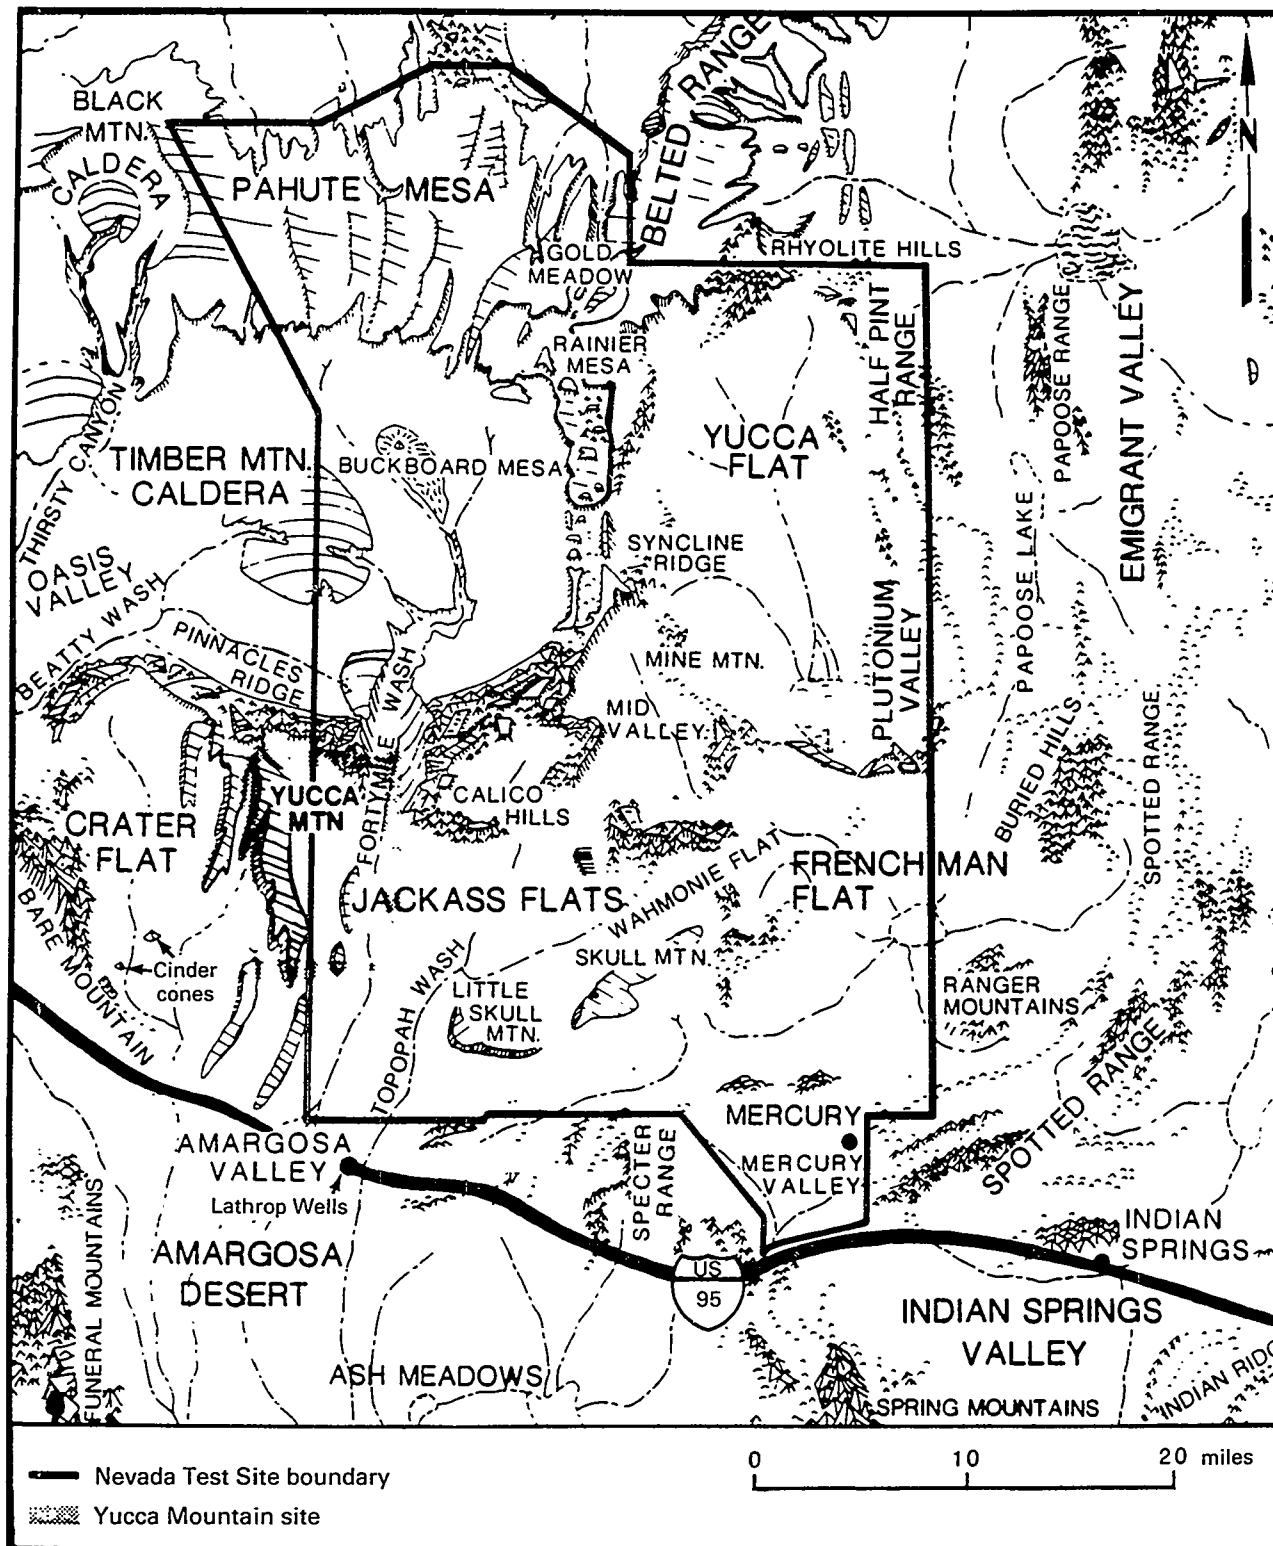 BLACK
MTN.
CALDERA
PAHUTE MESA
BELTED RANGE
N
GOLD
MEADOW
RHYOLITE HILLS
RAINIER
MESA
HALF PINT
RANGE
PAPOOSE RANGE
EMIGRANT VALLEY
THIRSTY CANYON
TIMBER MTN.
CALDERA
BUCKBOARD MESA
YUCCA
FLAT
OASIS
VALLEY
SYNCLINE
RIDGE
PAPOOSE LAKE
BEATTY WASH
PINNACLES
RIDGE
MINE MTN.
PLUTONIUM
VALLEY
MID
VALLEY
FORTYMILE WASH
BURIED HILLS
SPOTTED RANGE
YUCCA
MTN
CALICO
HILLS
CRATER
FLAT
BARE MOUNTAIN
JACKASS FLATS
WAHMONIE FLAT
FRENCHMAN
FLAT
Cinder
cones
TOPOPAH WASH
SKULL MTN.
LITTLE
SKULL
MTN.
RANGER
MOUNTAINS
SPOTTED RANGE
MERCURY
MERCURY
VALLEY
AMARGOSA
VALLEY
Lathrop Wells
SPECTER
RANGE
FUNERAL MOUNTAINS
AMARGOSA
DESERT
US
95
INDIAN
SPRINGS
INDIAN SPRINGS
VALLEY
ASH MEADOWS
SPRING MOUNTAINS
INDIAN RIDG
0 10 20 miles
Nevada Test Site boundary
Yucca Mountain site